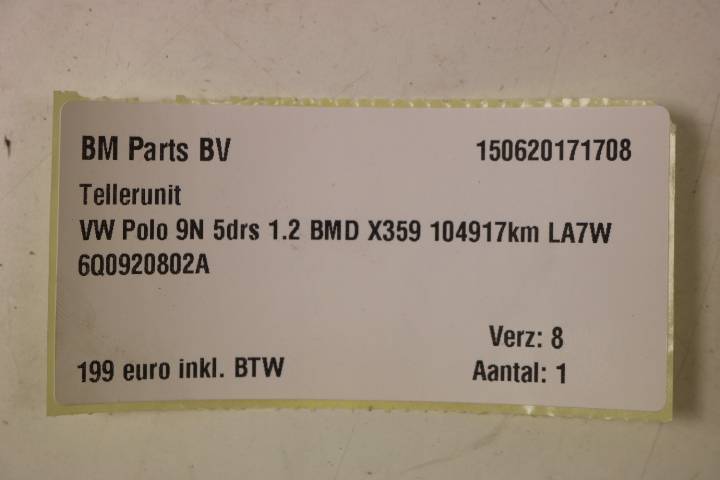 BM Parts BV 150620171708
Tellerunit
VW Polo 9N 5drs 1.2 BMD X359 104917km LA7W
6Q0920802A
Verz: 8
199 euro inkl. BTW Aantal: 1